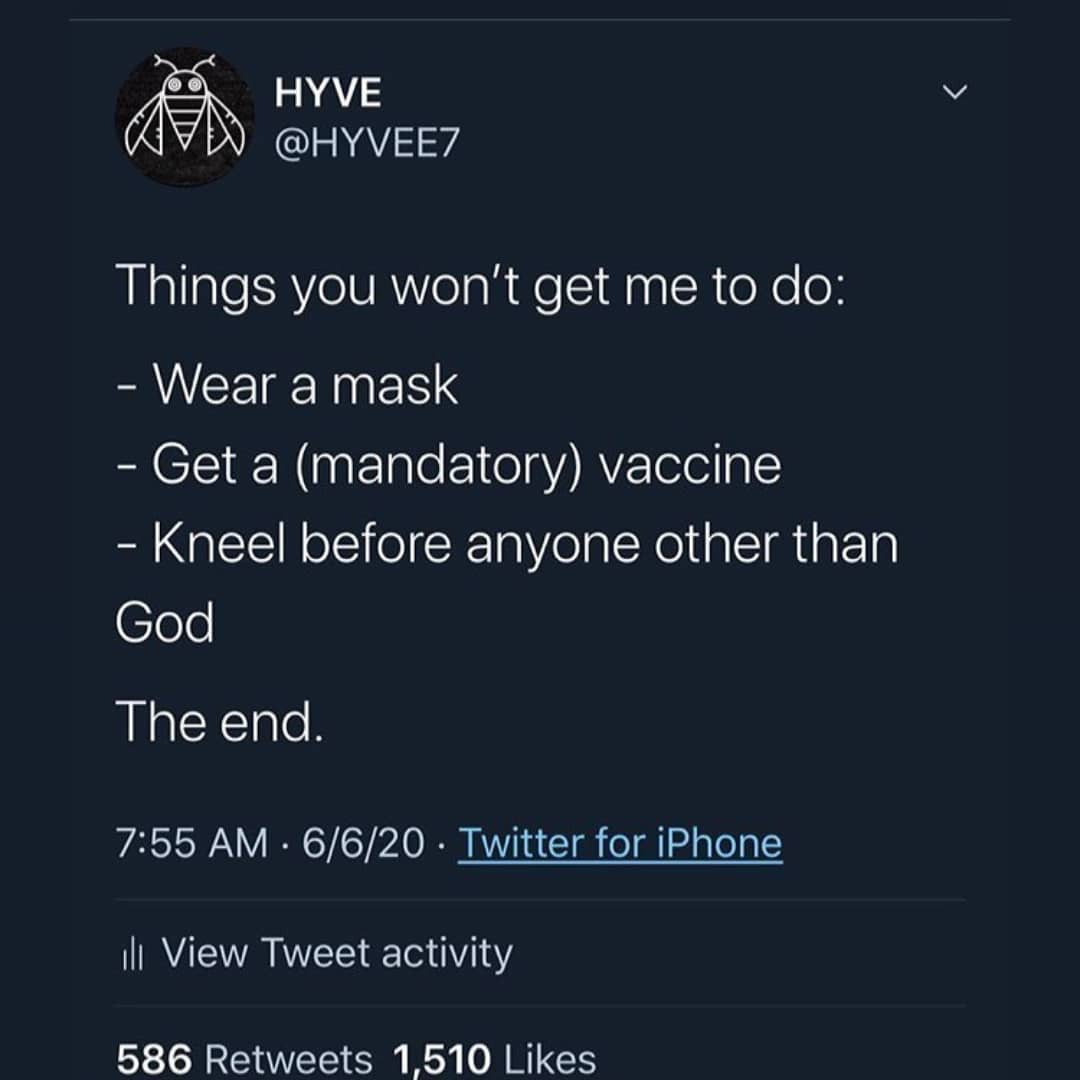 HYVE
@HYVEE7
Things you won't get me to do:
- Wear a mask
- Get a (mandatory) vaccine
- Kneel before anyone other than
God
The end.
7:55 AM · 6/6/20 · Twitter for iPhone
View Tweet activity
586 Retweets 1,510 Likes